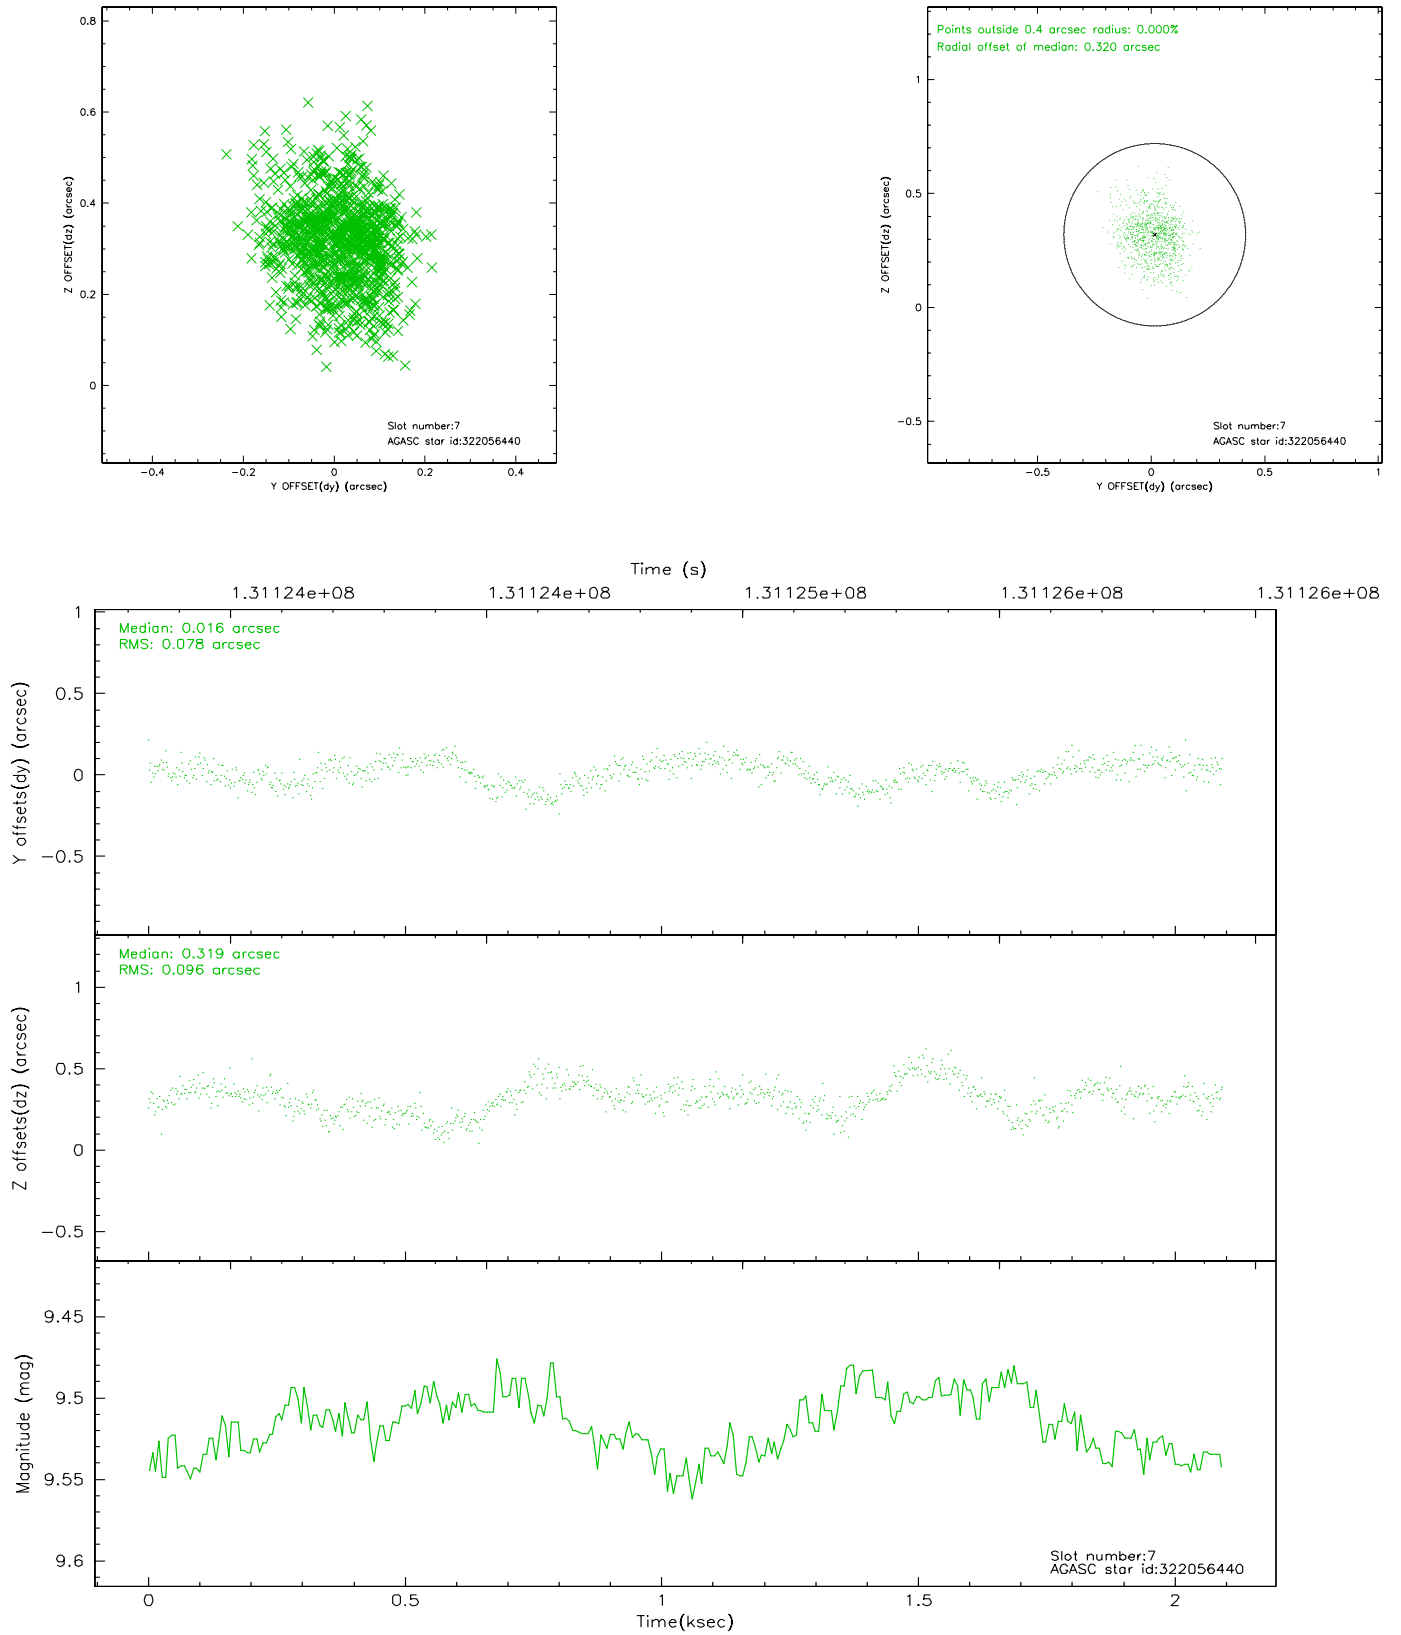 0.8
0.6
0.4
0.2
0
Z OFFSET(dz) (arcsec)
Slot number:7
AGASC star id:322056440
−0.4 −0.2 0 0.2 0.4
Y OFFSET(dy) (arcsec)
Points outside 0.4 arcsec radius: 0.000%
Radial offset of median: 0.320 arcsec
1
0.5
0
−0.5
Z OFFSET(dz) (arcsec)
Slot number:7
AGASC star id:322056440
−0.5 0 0.5 1
Y OFFSET(dy) (arcsec)
Time (s)
1.31124e+08 1.31124e+08 1.31125e+08 1.31126e+08 1.31126e+08
Median: 0.016 arcsec
RMS: 0.078 arcsec
1
0.5
0
−0.5
Y offsets(dy) (arcsec)
Median: 0.319 arcsec
RMS: 0.096 arcsec
1
0.5
0
−0.5
Z offsets(dz) (arcsec)
9.45
9.5
9.55
9.6
Magnitude (mag)
Slot number:7
AGASC star id:322056440
0 0.5 1 1.5 2
Time(ksec)